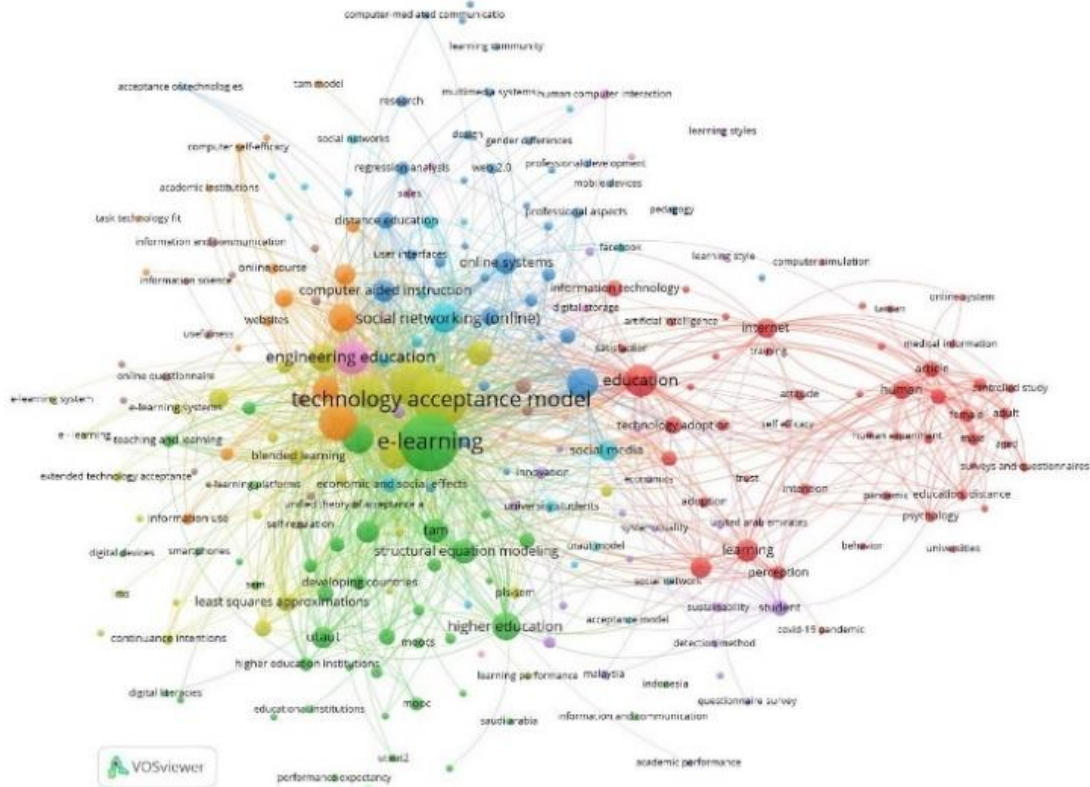 computer-mediated communicatio
learning community
acceptance of technologies
tam model
research
multimedia systems
human computer interaction
learning styles
computer self-efficacy
social networks
design
gender differences
regression analysis
web 2.0
professional development
academic institutions
sales
mobile devices
task technology fit
distance education
professional aspects
pedagogy
information and communication
user interfaces
facebook
information science
online course
online systems
learning style
computer simulation
computer aided instruction
information technology
online system
websites
social networking (online)
digital storage
artificial intelligence
internet
taiwan
usefulness
satisfaction
training
medical information
engineering education
article
online questionnaire
education
human
controlled study
e-learning system
e-learning systems
technology acceptance model
attitude
female
adult
e - learning
teaching and learning
e-learning
technology adoption
self efficacy
human experiment
male
aged
blended learning
social media
surveys and questionnaires
extended technology acceptance
e-learning platforms
economic and social effects
innovation
economics
trust
intention
pandemic
education, distance
unified theory of acceptance a
university students
adoption
information use
self regulation
tam
system quality
united arab emirates
psychology
digital devices
smartphones
structural equation modeling
utaut model
learning
behavior
universities
sem
developing countries
social network
perception
least squares approximations
pls-sem
sustainability
student
continuance intentions
utaut
moocs
higher education
acceptance model
covid-19 pandemic
detection method
higher education institutions
learning performance
malaysia
indonesia
digital literacies
educational institutions
mooc
questionnaire survey
saudi arabia
information and communication
utaut2
academic performance
VOSviewer
performance expectancy